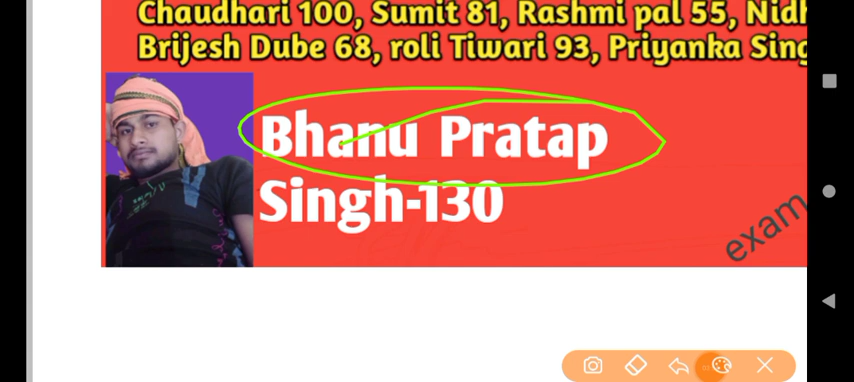 Chaudhari 100, Sumit 81, Rashmi pal 55,
Brijesh Dube 68, roli Tiwari 93, Priyanka
Bhanu Pratap
Singh-130
exam